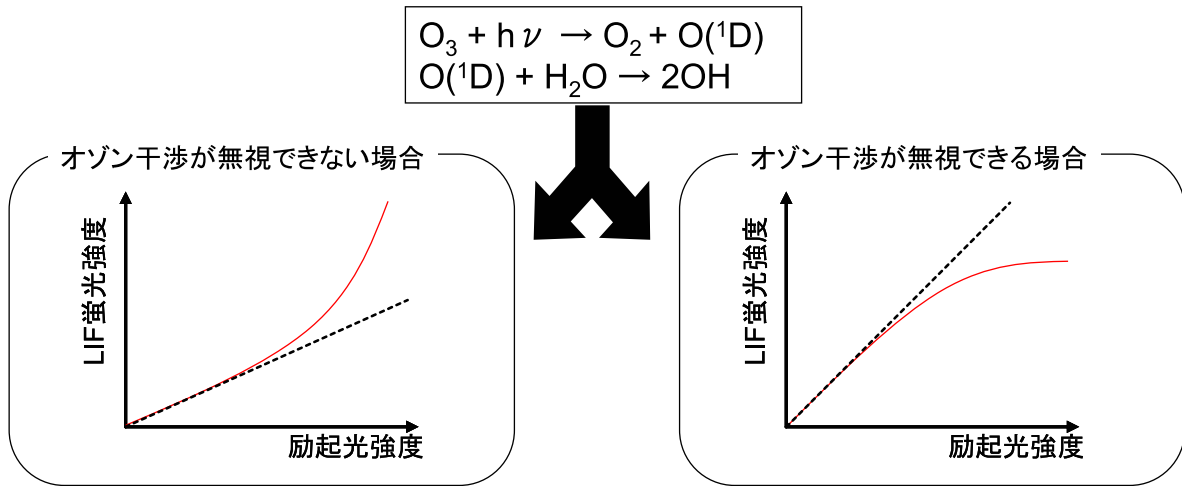 O₃ + hν → O₂ + O(¹D)
O(¹D) + H₂O → 2OH
オゾン干渉が無視できない場合
LIF蛍光強度
励起光強度
オゾン干渉が無視できる場合
LIF蛍光強度
励起光強度